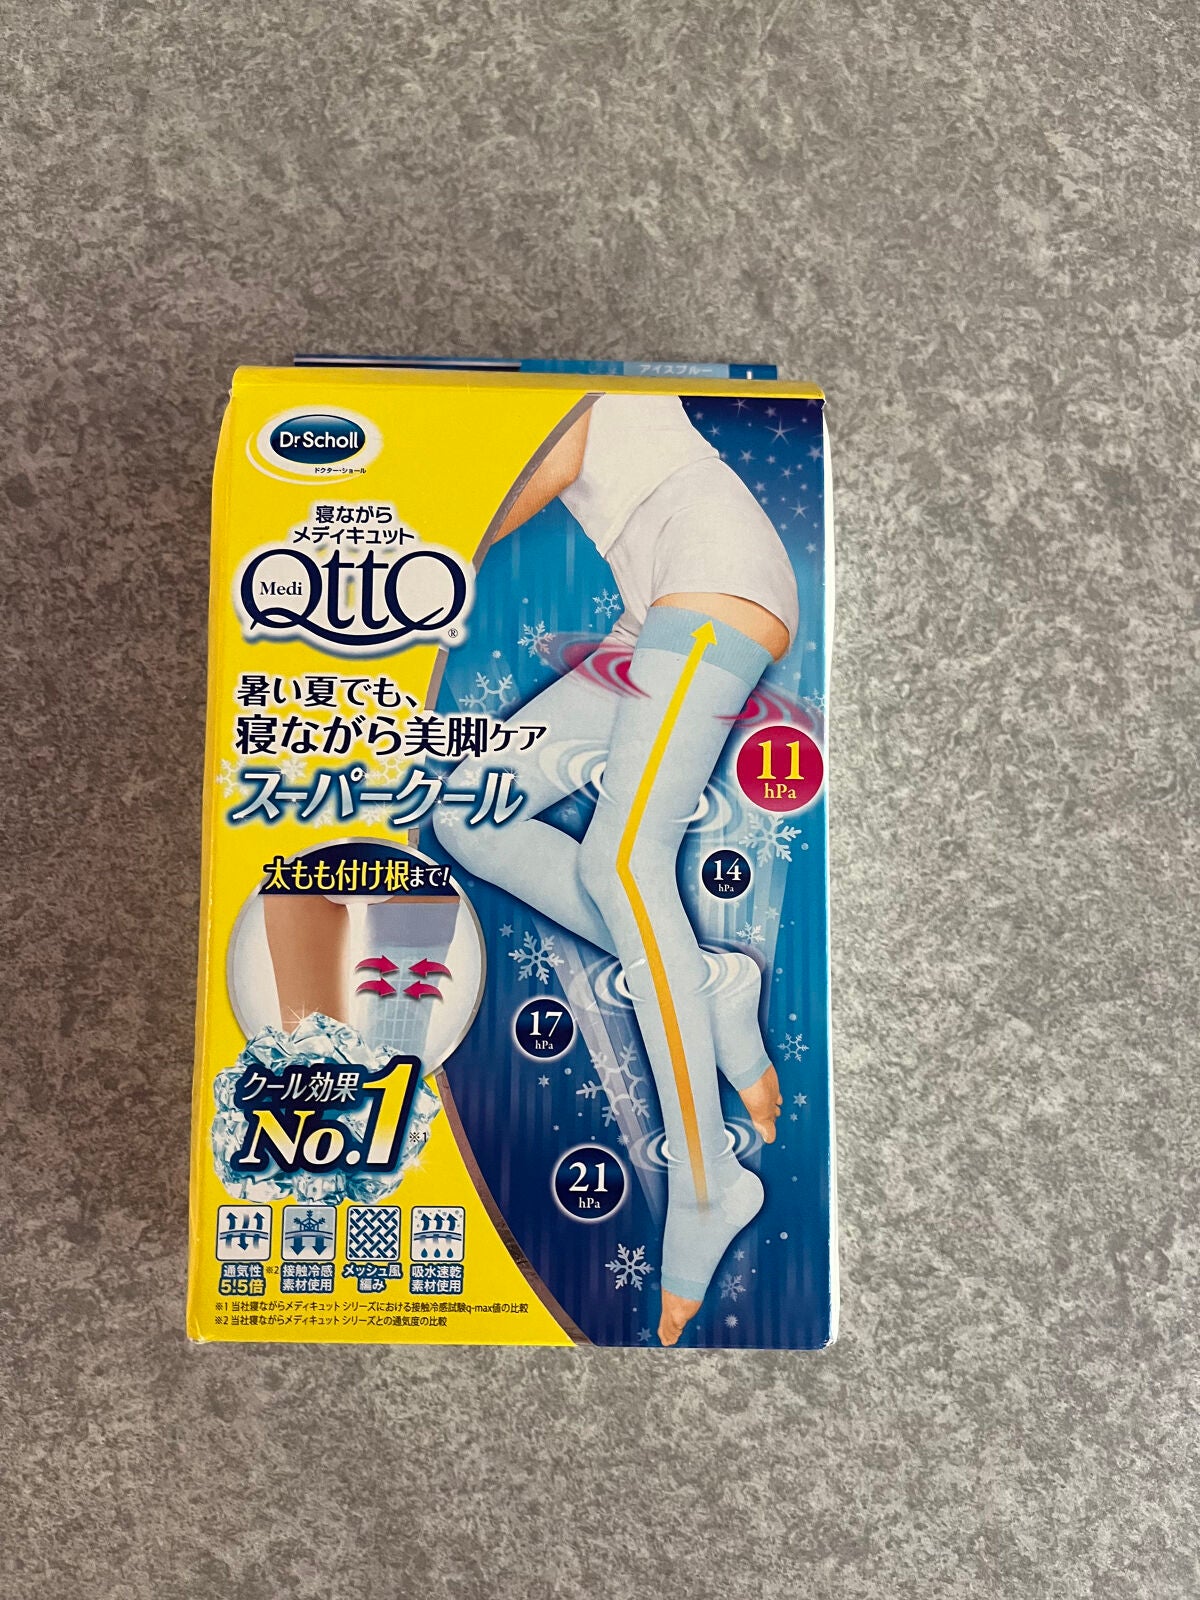 アイスブルー
L
Dr.Scholl
ドクター・ショール
寝ながら
メディキュット
Medi
QttO
®
暑い夏でも、
寝ながら美脚ケア
スーパークール
太もも付け根まで!
クール効果
No.1※1
11
hPa
14
hPa
17
hPa
21
hPa
通気性※2
5.5倍
接触冷感
素材使用
メッシュ風
編み
吸水速乾
素材使用
※1 当社寝ながらメディキュット シリーズにおける接触冷感試験q-max値の比較
※2 当社寝ながらメディキュット シリーズとの通気度の比較